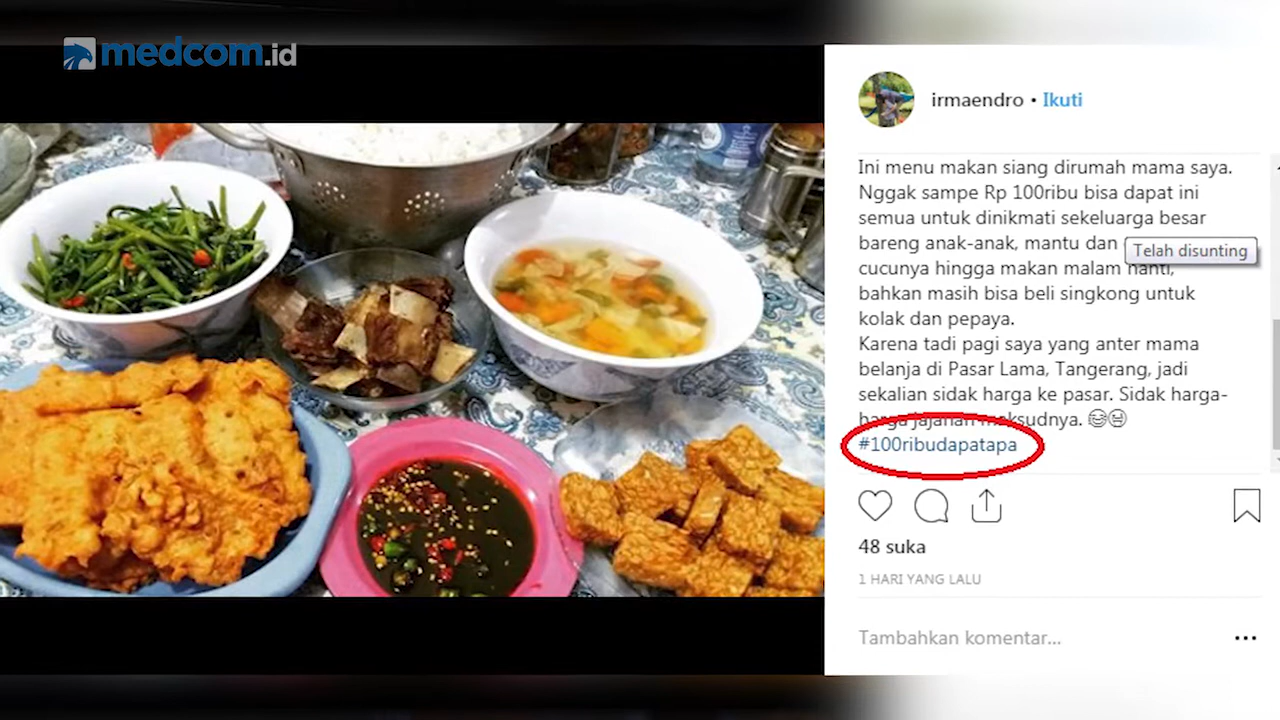 medcom.id
irmaendro • Ikuti
Ini menu makan siang dirumah mama saya.
Nggak sampe Rp 100ribu bisa dapat ini
semua untuk dinikmati sekeluarga besar
bareng anak-anak, mantu dan
Telah disunting
cucunya hingga makan malam nanti,
bahkan masih bisa beli singkong untuk
kolak dan pepaya.
Karena tadi pagi saya yang anter mama
belanja di Pasar Lama, Tangerang, jadi
sekalian sidak harga ke pasar. Sidak harga-
harga jajanan maksudnya. 😅😆
#100ribudapatapa
48 suka
1 HARI YANG LALU
Tambahkan komentar...